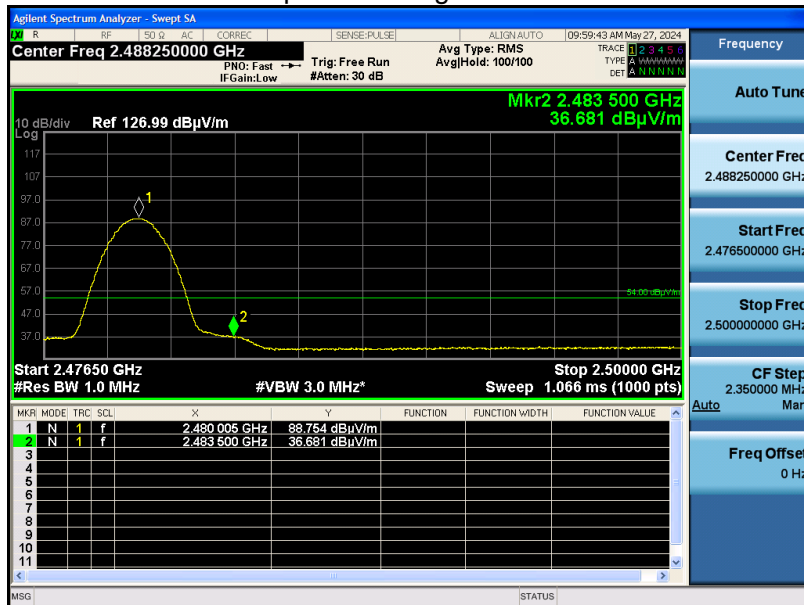 Agilent Spectrum Analyzer - Swept SA
LXI R RF 50 Ω AC CORREC SENSE:PULSE ALIGNAUTO 09:59:43 AM May 27, 2024
Center Freq 2.488250000 GHz
PNO: Fast
IFGain:Low
Trig: Free Run
#Atten: 30 dB
Avg Type: RMS
Avg|Hold: 100/100
TRACE 1 2 3 4 5 6
TYPE A WWWWW
DET A N N N N N
Mkr2 2.483 500 GHz
36.681 dBµV/m
10 dB/div Ref 126.99 dBµV/m
Log
117
107
97.0
87.0
77.0
67.0
57.0
47.0
37.0
1
2
54.00 dBµV/m
Start 2.47650 GHz Stop 2.50000 GHz
#Res BW 1.0 MHz #VBW 3.0 MHz* Sweep 1.066 ms (1000 pts)
MKR MODE TRC SCL X Y FUNCTION FUNCTION WIDTH FUNCTION VALUE
1 N 1 f 2.480 005 GHz 88.754 dBµV/m
2 N 1 f 2.483 500 GHz 36.681 dBµV/m
3
4
5
6
7
8
9
10
11
MSG STATUS
Frequency
Auto Tune
Center Freq
2.488250000 GHz
Start Freq
2.476500000 GHz
Stop Freq
2.500000000 GHz
CF Step
2.350000 MHz
Auto Man
Freq Offset
0 Hz